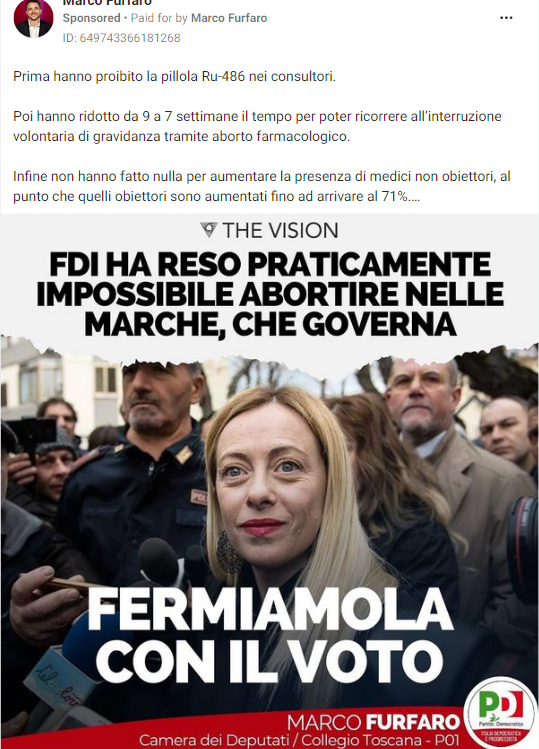 Marco Furfaro
Sponsored • Paid for by Marco Furfaro
ID: 649743366181268
Prima hanno proibito la pillola Ru-486 nei consultori.
Poi hanno ridotto da 9 a 7 settimane il tempo per poter ricorrere all'interruzione
volontaria di gravidanza tramite aborto farmacologico.
Infine non hanno fatto nulla per aumentare la presenza di medici non obiettori, al
punto che quelli obiettori sono aumentati fino ad arrivare al 71%....
THE VISION
FDI HA RESO PRATICAMENTE
IMPOSSIBILE ABORTIRE NELLE
MARCHE, CHE GOVERNA
FERMIAMOLA
CON IL VOTO
MARCO FURFARO
Camera dei Deputati / Collegio Toscana - P01
PD
Partito Democratico
ITALIA DEMOCRATICA
E PROGRESSISTA